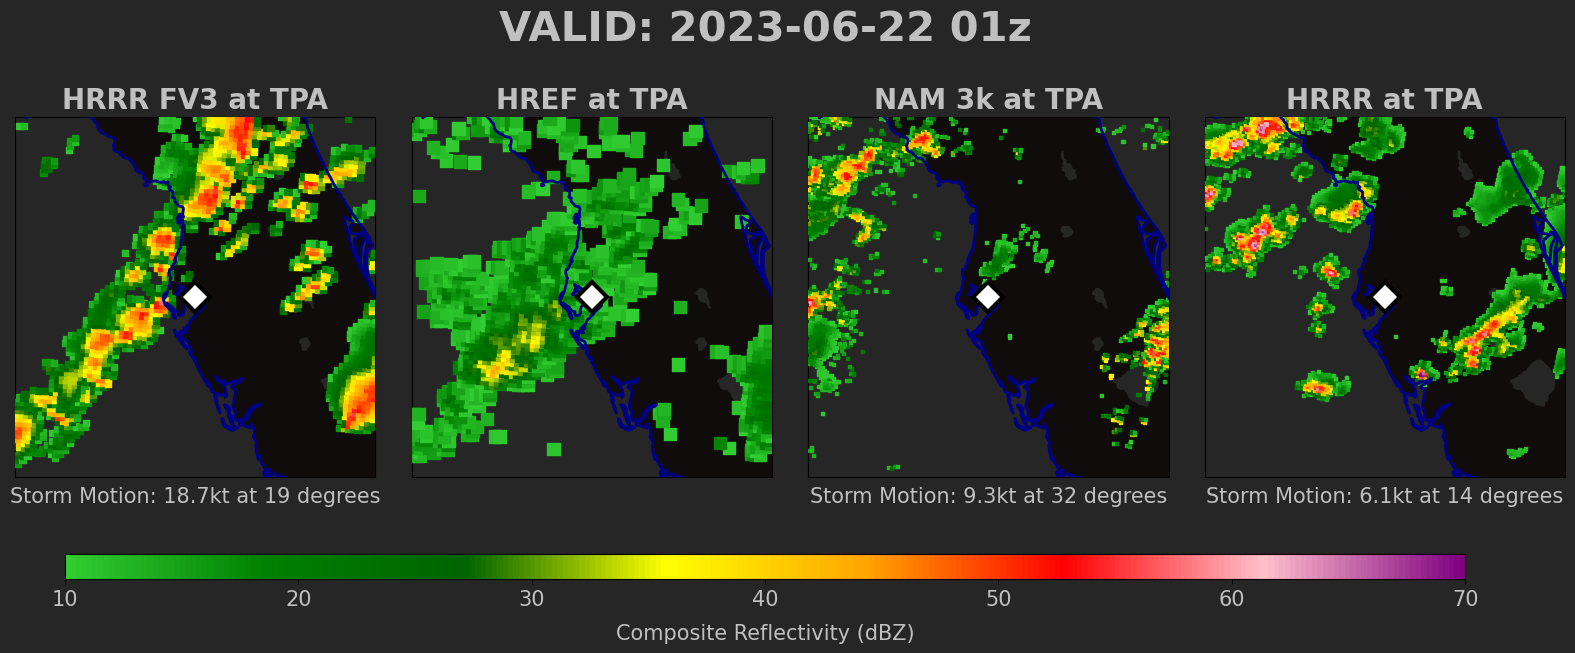 VALID: 2023-06-22 01z
HRRR FV3 at TPA
HREF at TPA
NAM 3k at TPA
HRRR at TPA
Storm Motion: 18.7kt at 19 degrees
Storm Motion: 9.3kt at 32 degrees
Storm Motion: 6.1kt at 14 degrees
10 20 30 40 50 60 70
Composite Reflectivity (dBZ)